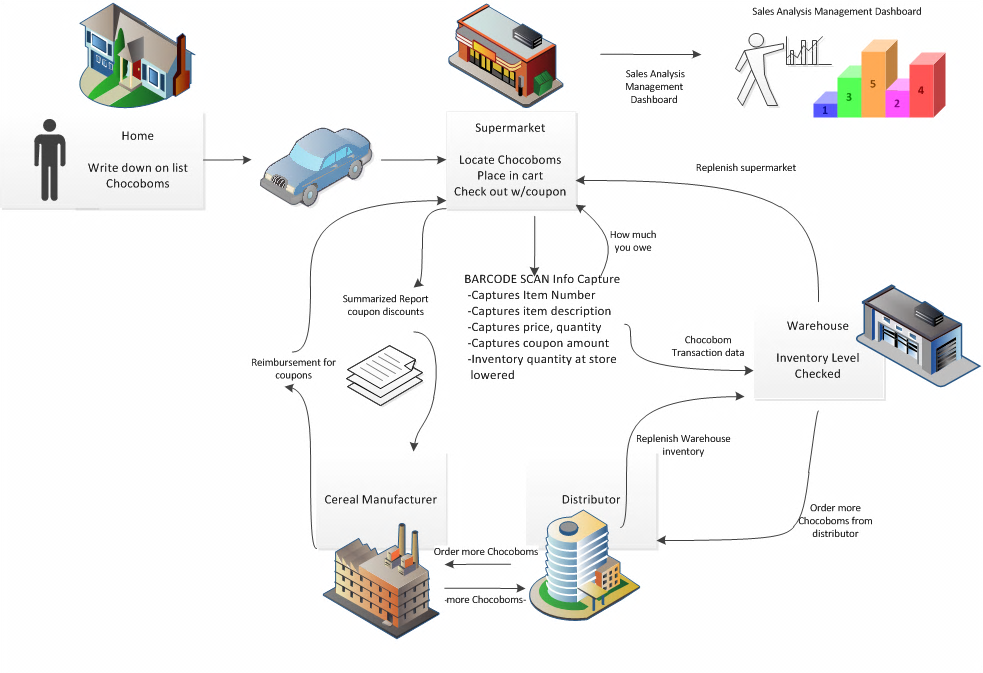 Sales Analysis Management Dashboard
Sales Analysis
Management
Dashboard
1
3
5
2
4
Home
Write down on list
Chocoboms
Supermarket
Locate Chocoboms
Place in cart
Check out w/coupon
Replenish supermarket
How much
you owe
BARCODE SCAN Info Capture
-Captures Item Number
-Captures item description
-Captures price, quantity
-Captures coupon amount
-Inventory quantity at store
lowered
Summarized Report
coupon discounts
Reimbursement for
coupons
Chocobom
Transaction data
Warehouse
Inventory Level
Checked
Replenish Warehouse
inventory
Cereal Manufacturer
Distributor
Order more
Chocoboms from
distributor
Order more Chocoboms
-more Chocoboms-